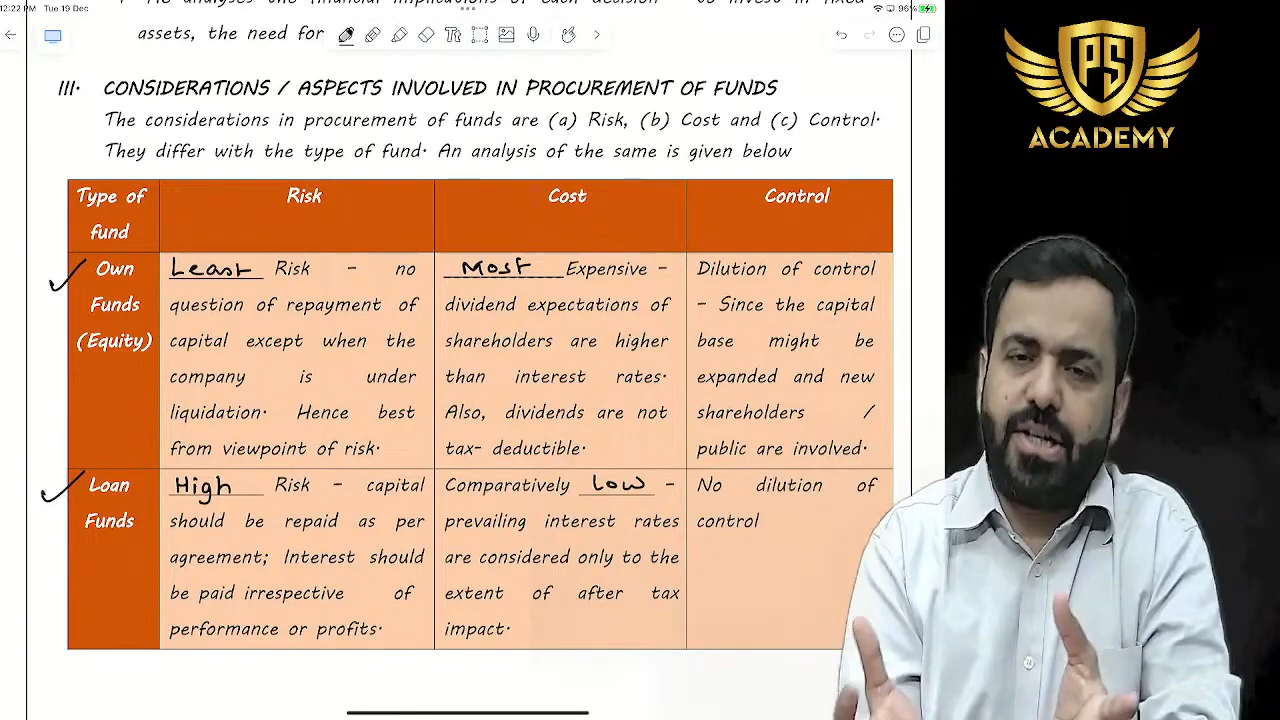 12:22 PM Tue 19 Dec
96%
assets, the need for
III. CONSIDERATIONS / ASPECTS INVOLVED IN PROCUREMENT OF FUNDS
The considerations in procurement of funds are (a) Risk, (b) Cost and (c) Control.
They differ with the type of fund. An analysis of the same is given below
Type of
fund
Risk
Cost
Control
Own
Funds
(Equity)
Least Risk - no
question of repayment of
capital except when the
company is under
liquidation. Hence best
from viewpoint of risk.
Most Expensive -
dividend expectations of
shareholders are higher
than interest rates.
Also, dividends are not
tax- deductible.
Dilution of control
- Since the capital
base might be
expanded and new
shareholders /
public are involved.
Loan
Funds
High Risk - capital
should be repaid as per
agreement; Interest should
be paid irrespective of
performance or profits.
Comparatively low -
prevailing interest rates
are considered only to the
extent of after tax
impact.
No dilution of
control
PS
ACADEMY